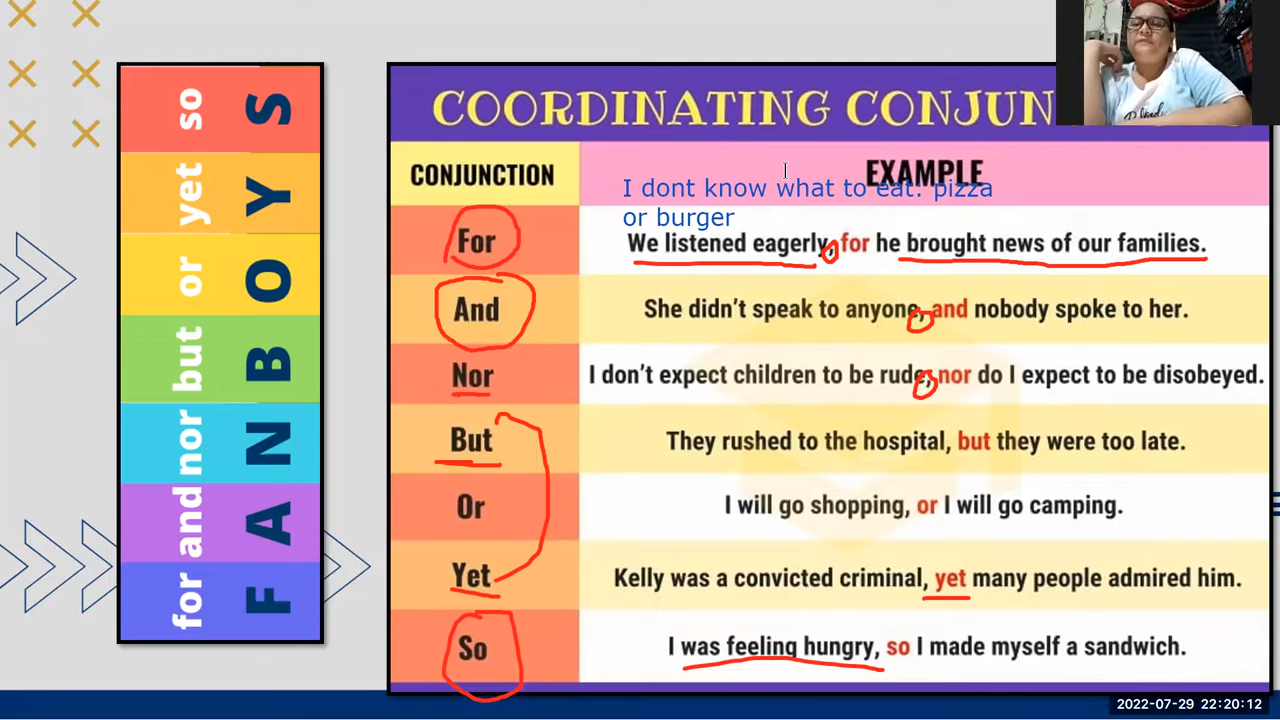 so S
yet Y
or O
but B
nor N
and A
for F
COORDINATING CONJUN
CONJUNCTION EXAMPLE
I dont know what to eat: pizza
or burger
For We listened eagerly, for he brought news of our families.
And She didn't speak to anyone, and nobody spoke to her.
Nor I don't expect children to be rude, nor do I expect to be disobeyed.
But They rushed to the hospital, but they were too late.
Or I will go shopping, or I will go camping.
Yet Kelly was a convicted criminal, yet many people admired him.
So I was feeling hungry, so I made myself a sandwich.
2022-07-29 22:20:12